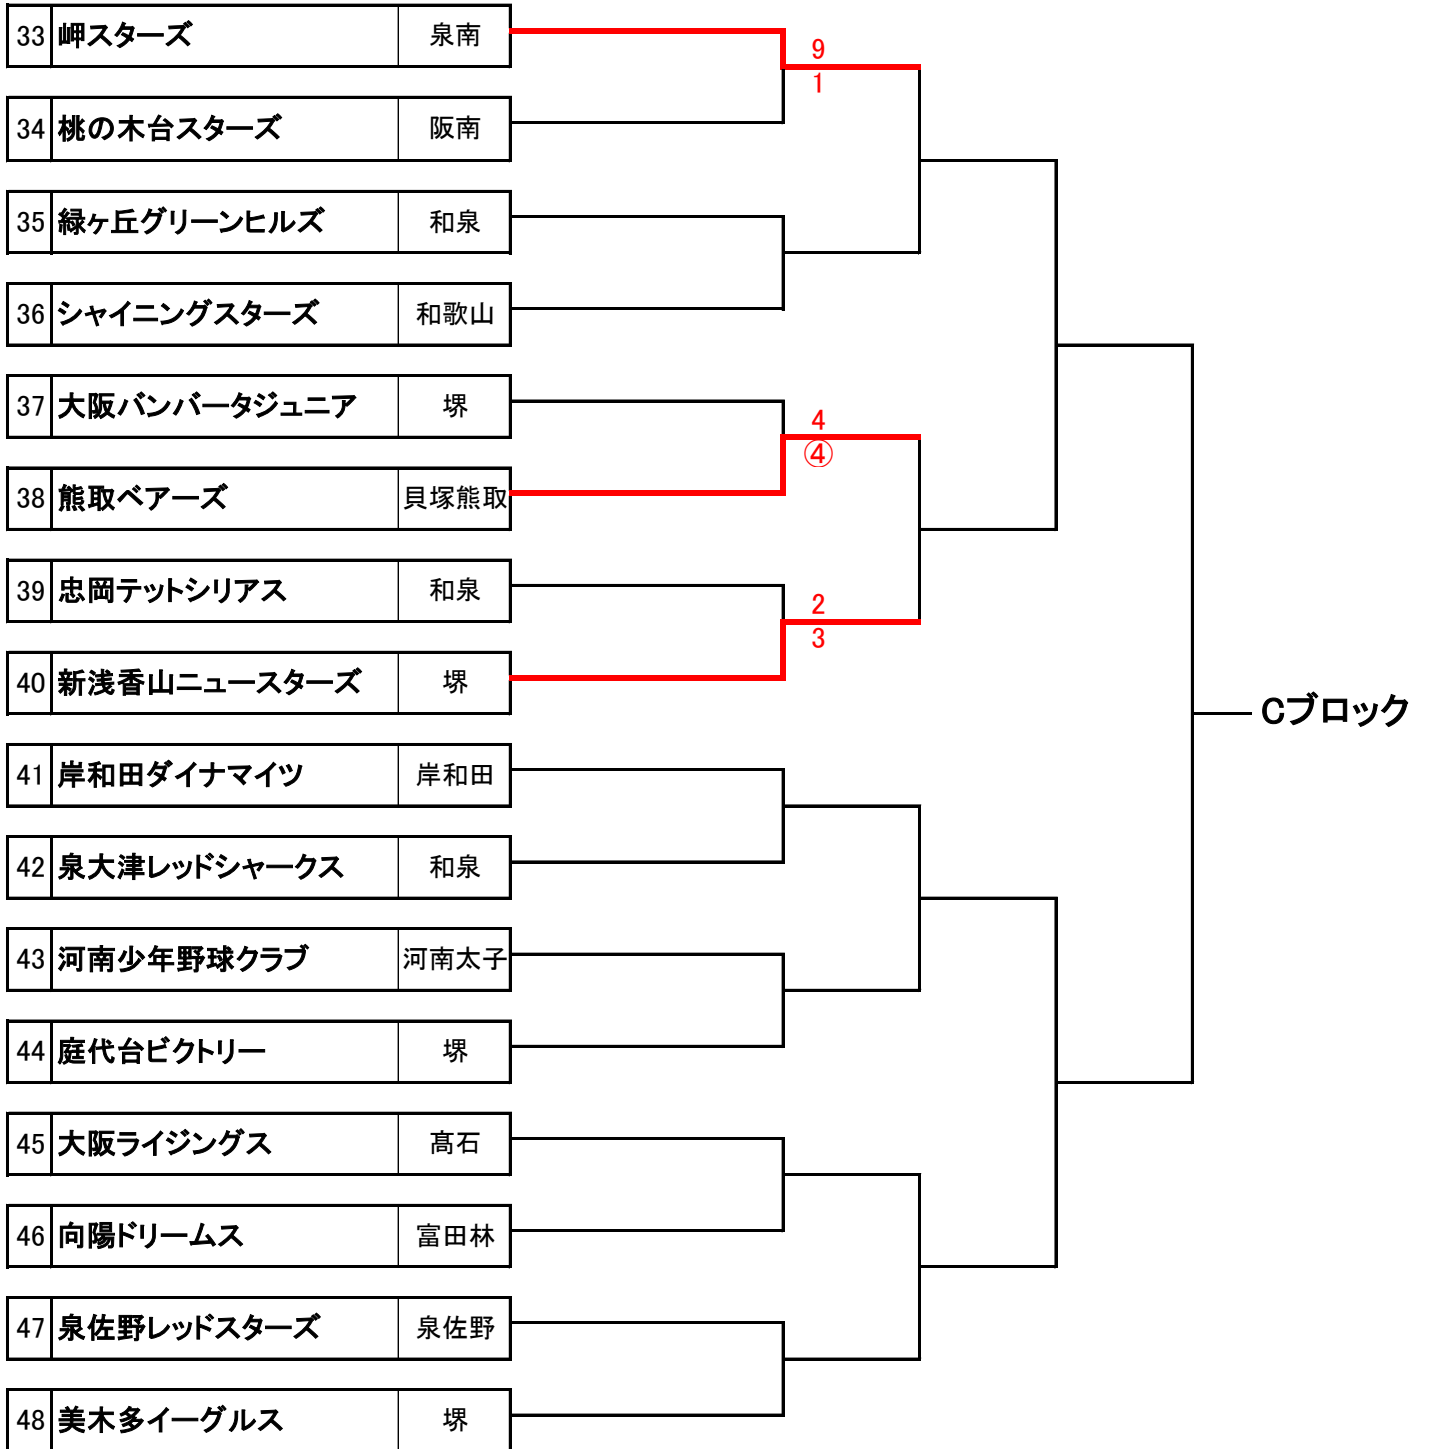 33 岬スターズ 泉南
9
1
34 桃の木台スターズ 阪南
35 緑ヶ丘グリーンヒルズ 和泉
36 シャイニングスターズ 和歌山
37 大阪バンバータジュニア 堺
4
④
38 熊取ベアーズ 貝塚熊取
39 忠岡テットシリアス 和泉
2
3
40 新浅香山ニュースターズ 堺
Cブロック
41 岸和田ダイナマイツ 岸和田
42 泉大津レッドシャークス 和泉
43 河南少年野球クラブ 河南太子
44 庭代台ビクトリー 堺
45 大阪ライジングス 髙石
46 向陽ドリームス 富田林
47 泉佐野レッドスターズ 泉佐野
48 美木多イーグルス 堺